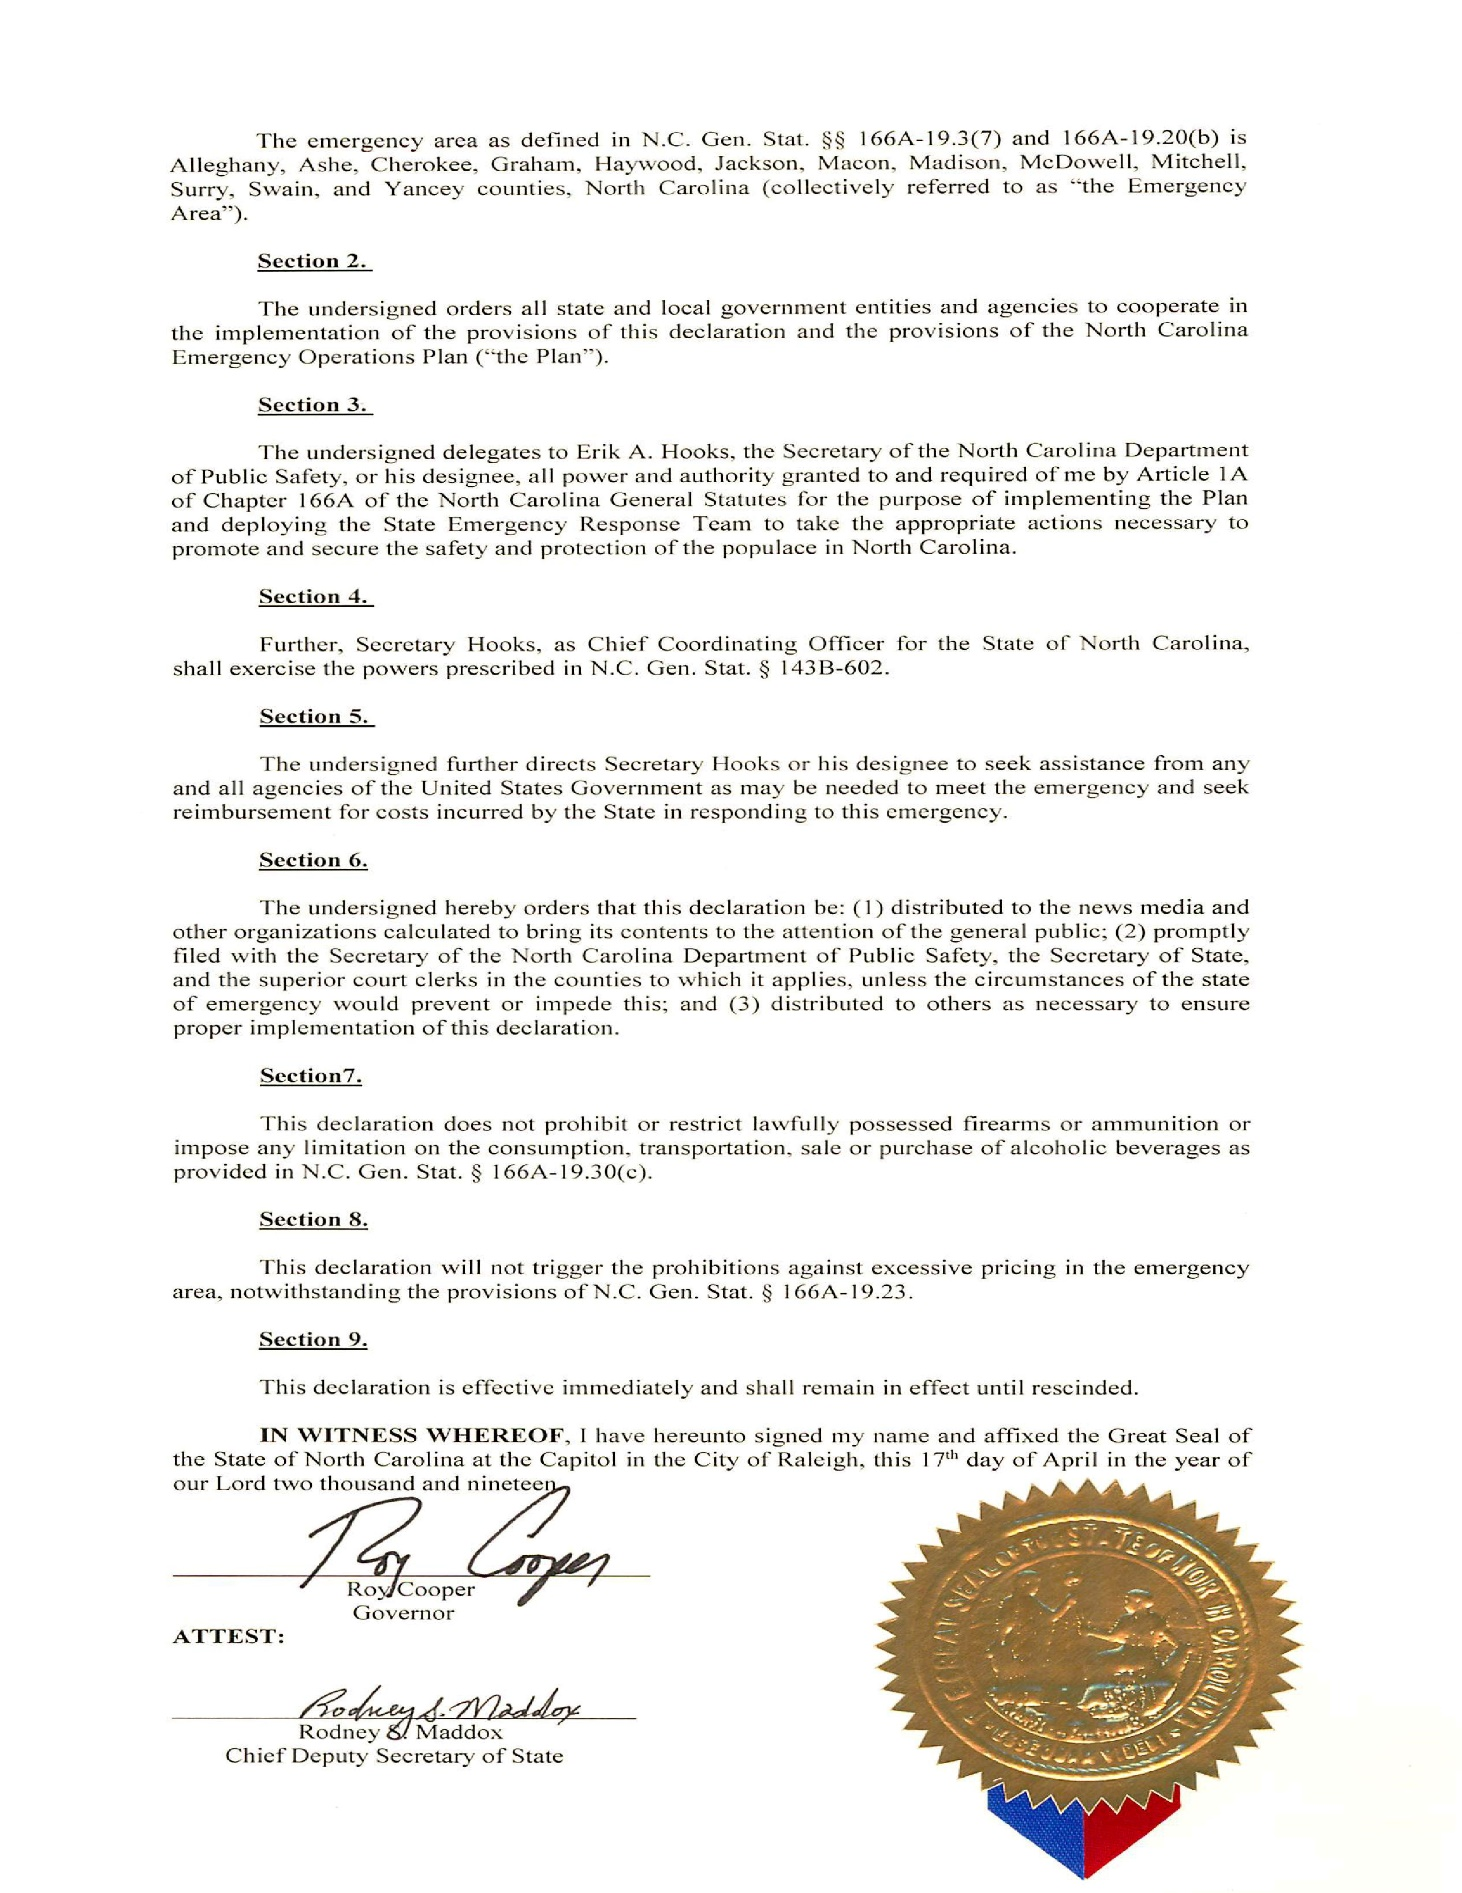 The emergency area as defined in N.C. Gen. Stat. §§ 166A-19.3(7) and 166A-19.20(b) is
Alleghany, Ashe, Cherokee, Graham, Haywood, Jackson, Macon, Madison, McDowell, Mitchell,
Surry, Swain, and Yancey counties, North Carolina (collectively referred to as “the Emergency
Area”).
Section 2.
The undersigned orders all state and local government entities and agencies to cooperate in
the implementation of the provisions of this declaration and the provisions of the North Carolina
Emergency Operations Plan (“the Plan”).
Section 3.
The undersigned delegates to Erik A. Hooks, the Secretary of the North Carolina Department
of Public Safety, or his designee, all power and authority granted to and required of me by Article 1A
of Chapter 166A of the North Carolina General Statutes for the purpose of implementing the Plan
and deploying the State Emergency Response Team to take the appropriate actions necessary to
promote and secure the safety and protection of the populace in North Carolina.
Section 4.
Further, Secretary Hooks, as Chief Coordinating Officer for the State of North Carolina,
shall exercise the powers prescribed in N.C. Gen. Stat. § 143B-602.
Section 5.
The undersigned further directs Secretary Hooks or his designee to seek assistance from any
and all agencies of the United States Government as may be needed to meet the emergency and seek
reimbursement for costs incurred by the State in responding to this emergency.
Section 6.
The undersigned hereby orders that this declaration be: (1) distributed to the news media and
other organizations calculated to bring its contents to the attention of the general public; (2) promptly
filed with the Secretary of the North Carolina Department of Public Safety, the Secretary of State,
and the superior court clerks in the counties to which it applies, unless the circumstances of the state
of emergency would prevent or impede this; and (3) distributed to others as necessary to ensure
proper implementation of this declaration.
Section7.
This declaration does not prohibit or restrict lawfully possessed firearms or ammunition or
impose any limitation on the consumption, transportation, sale or purchase of alcoholic beverages as
provided in N.C. Gen. Stat. § 166A-19.30(c).
Section 8.
This declaration will not trigger the prohibitions against excessive pricing in the emergency
area, notwithstanding the provisions of N.C. Gen. Stat. § 166A-19.23.
Section 9.
This declaration is effective immediately and shall remain in effect until rescinded.
IN WITNESS WHEREOF, I have hereunto signed my name and affixed the Great Seal of
the State of North Carolina at the Capitol in the City of Raleigh, this 17th day of April in the year of
our Lord two thousand and nineteen.
Roy Cooper
Roy Cooper
Governor
ATTEST:
Rodney S. Maddox
Rodney S. Maddox
Chief Deputy Secretary of State
GREAT SEAL OF THE STATE OF NORTH CAROLINA
VIDERI